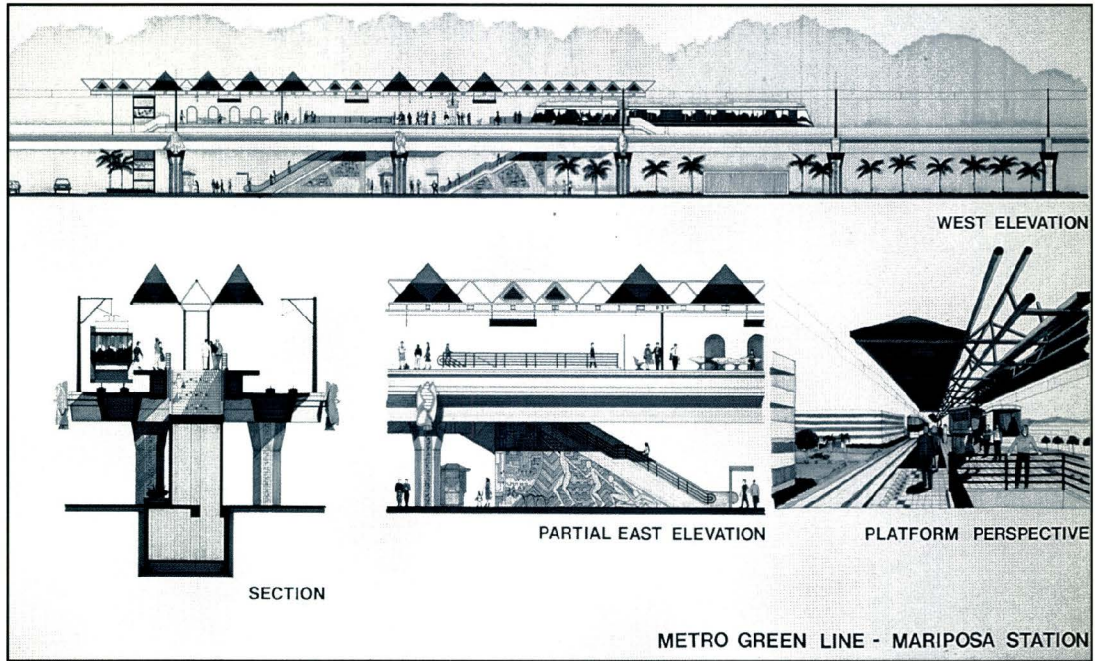 WEST ELEVATION
SECTION
PARTIAL EAST ELEVATION
PLATFORM PERSPECTIVE
METRO GREEN LINE - MARIPOSA STATION